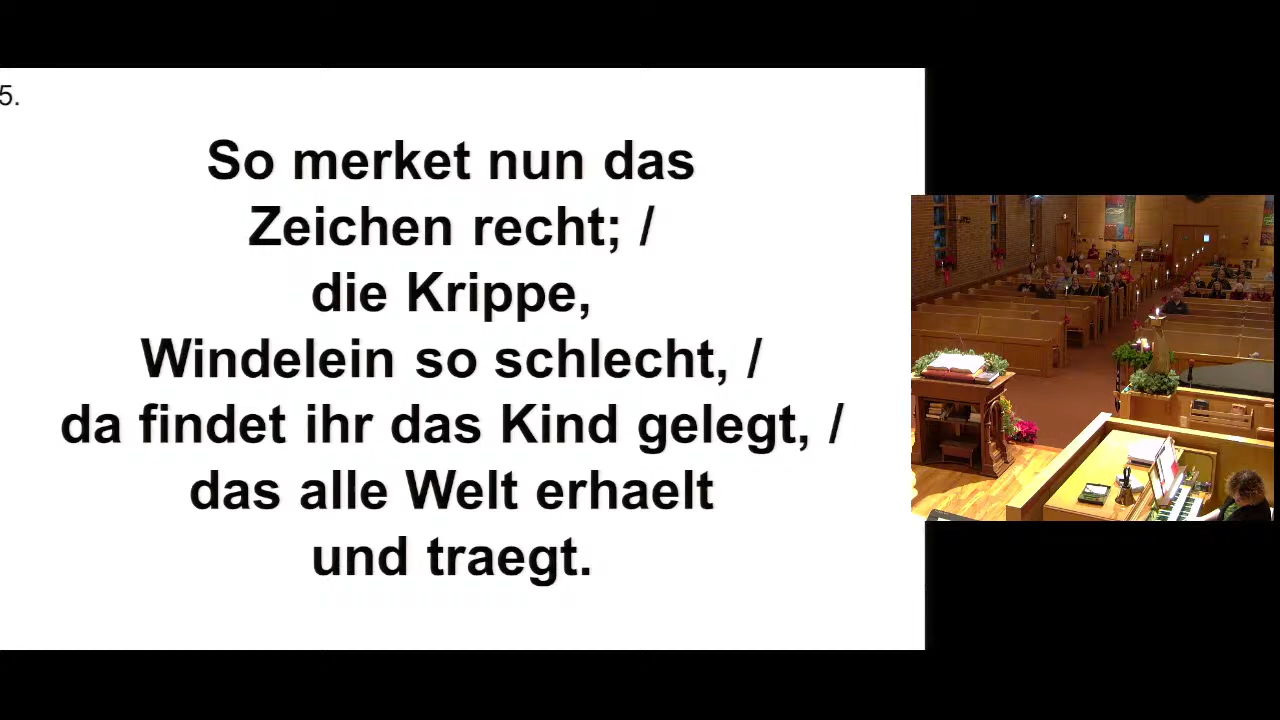 5.
So merket nun das
Zeichen recht; /
die Krippe,
Windelein so schlecht, /
da findet ihr das Kind gelegt, /
das alle Welt erhaelt
und traegt.